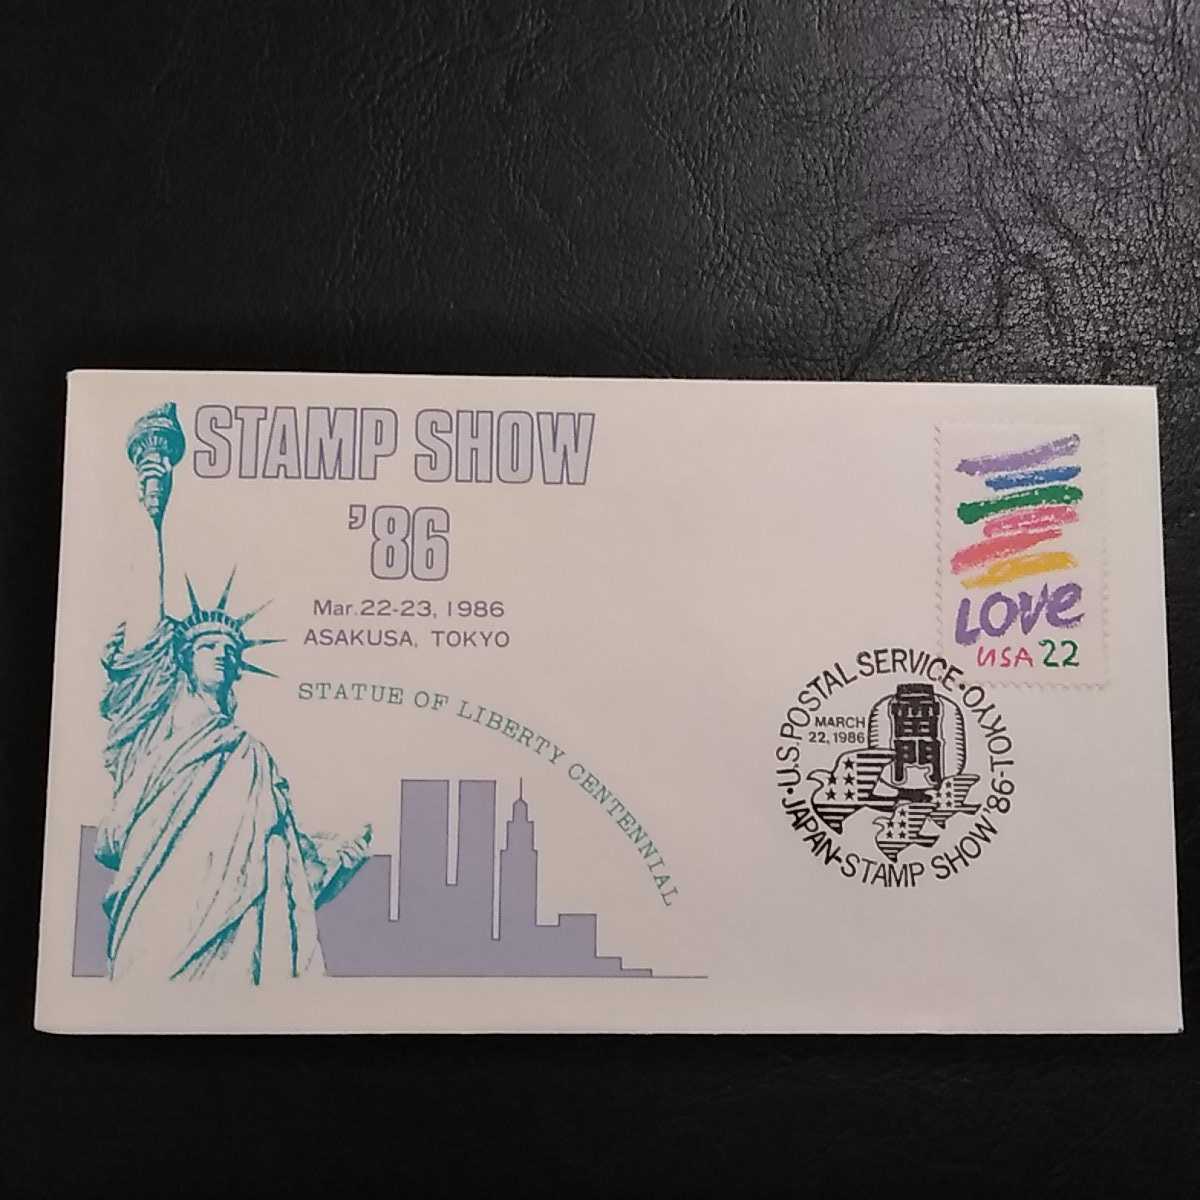 STAMP SHOW
'86
Mar.22-23, 1986
ASAKUSA, TOKYO
STATUE OF LIBERTY CENTENNIAL
LOVE
USA 22
U.S. POSTAL SERVICE・TOKYO
MARCH
22, 1986
雷門
・JAPAN-STAMP SHOW '86-